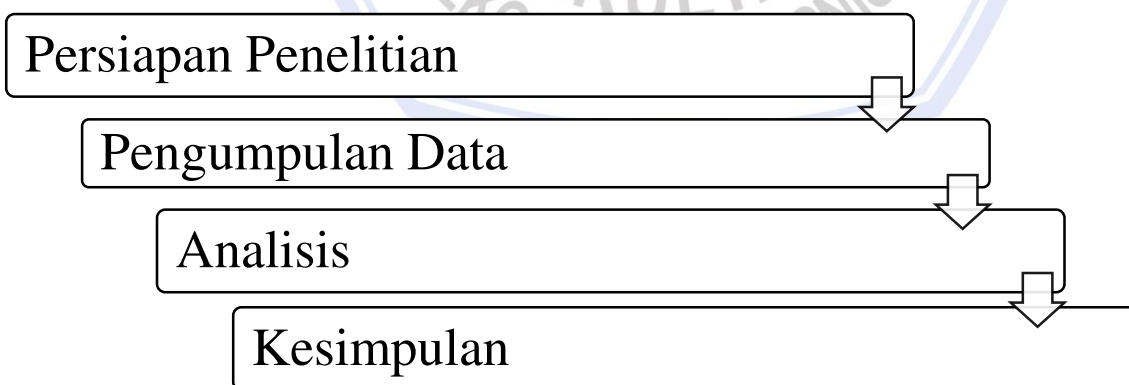 Persiapan Penelitian
Pengumpulan Data
Analisis
Kesimpulan